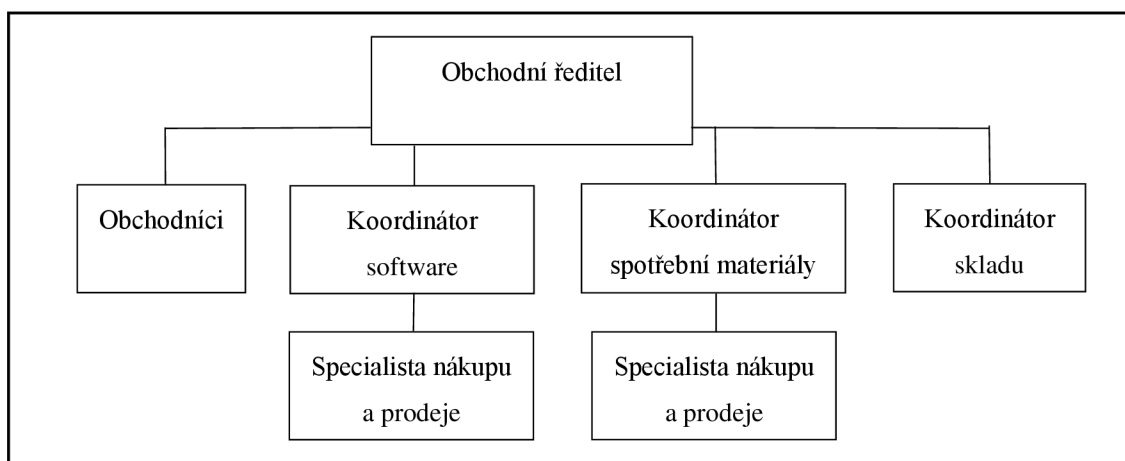 Obchodní ředitel
Obchodníci
Koordinátor
software
Koordinátor
spotřební materiály
Koordinátor
skladu
Specialista nákupu
a prodeje
Specialista nákupu
a prodeje